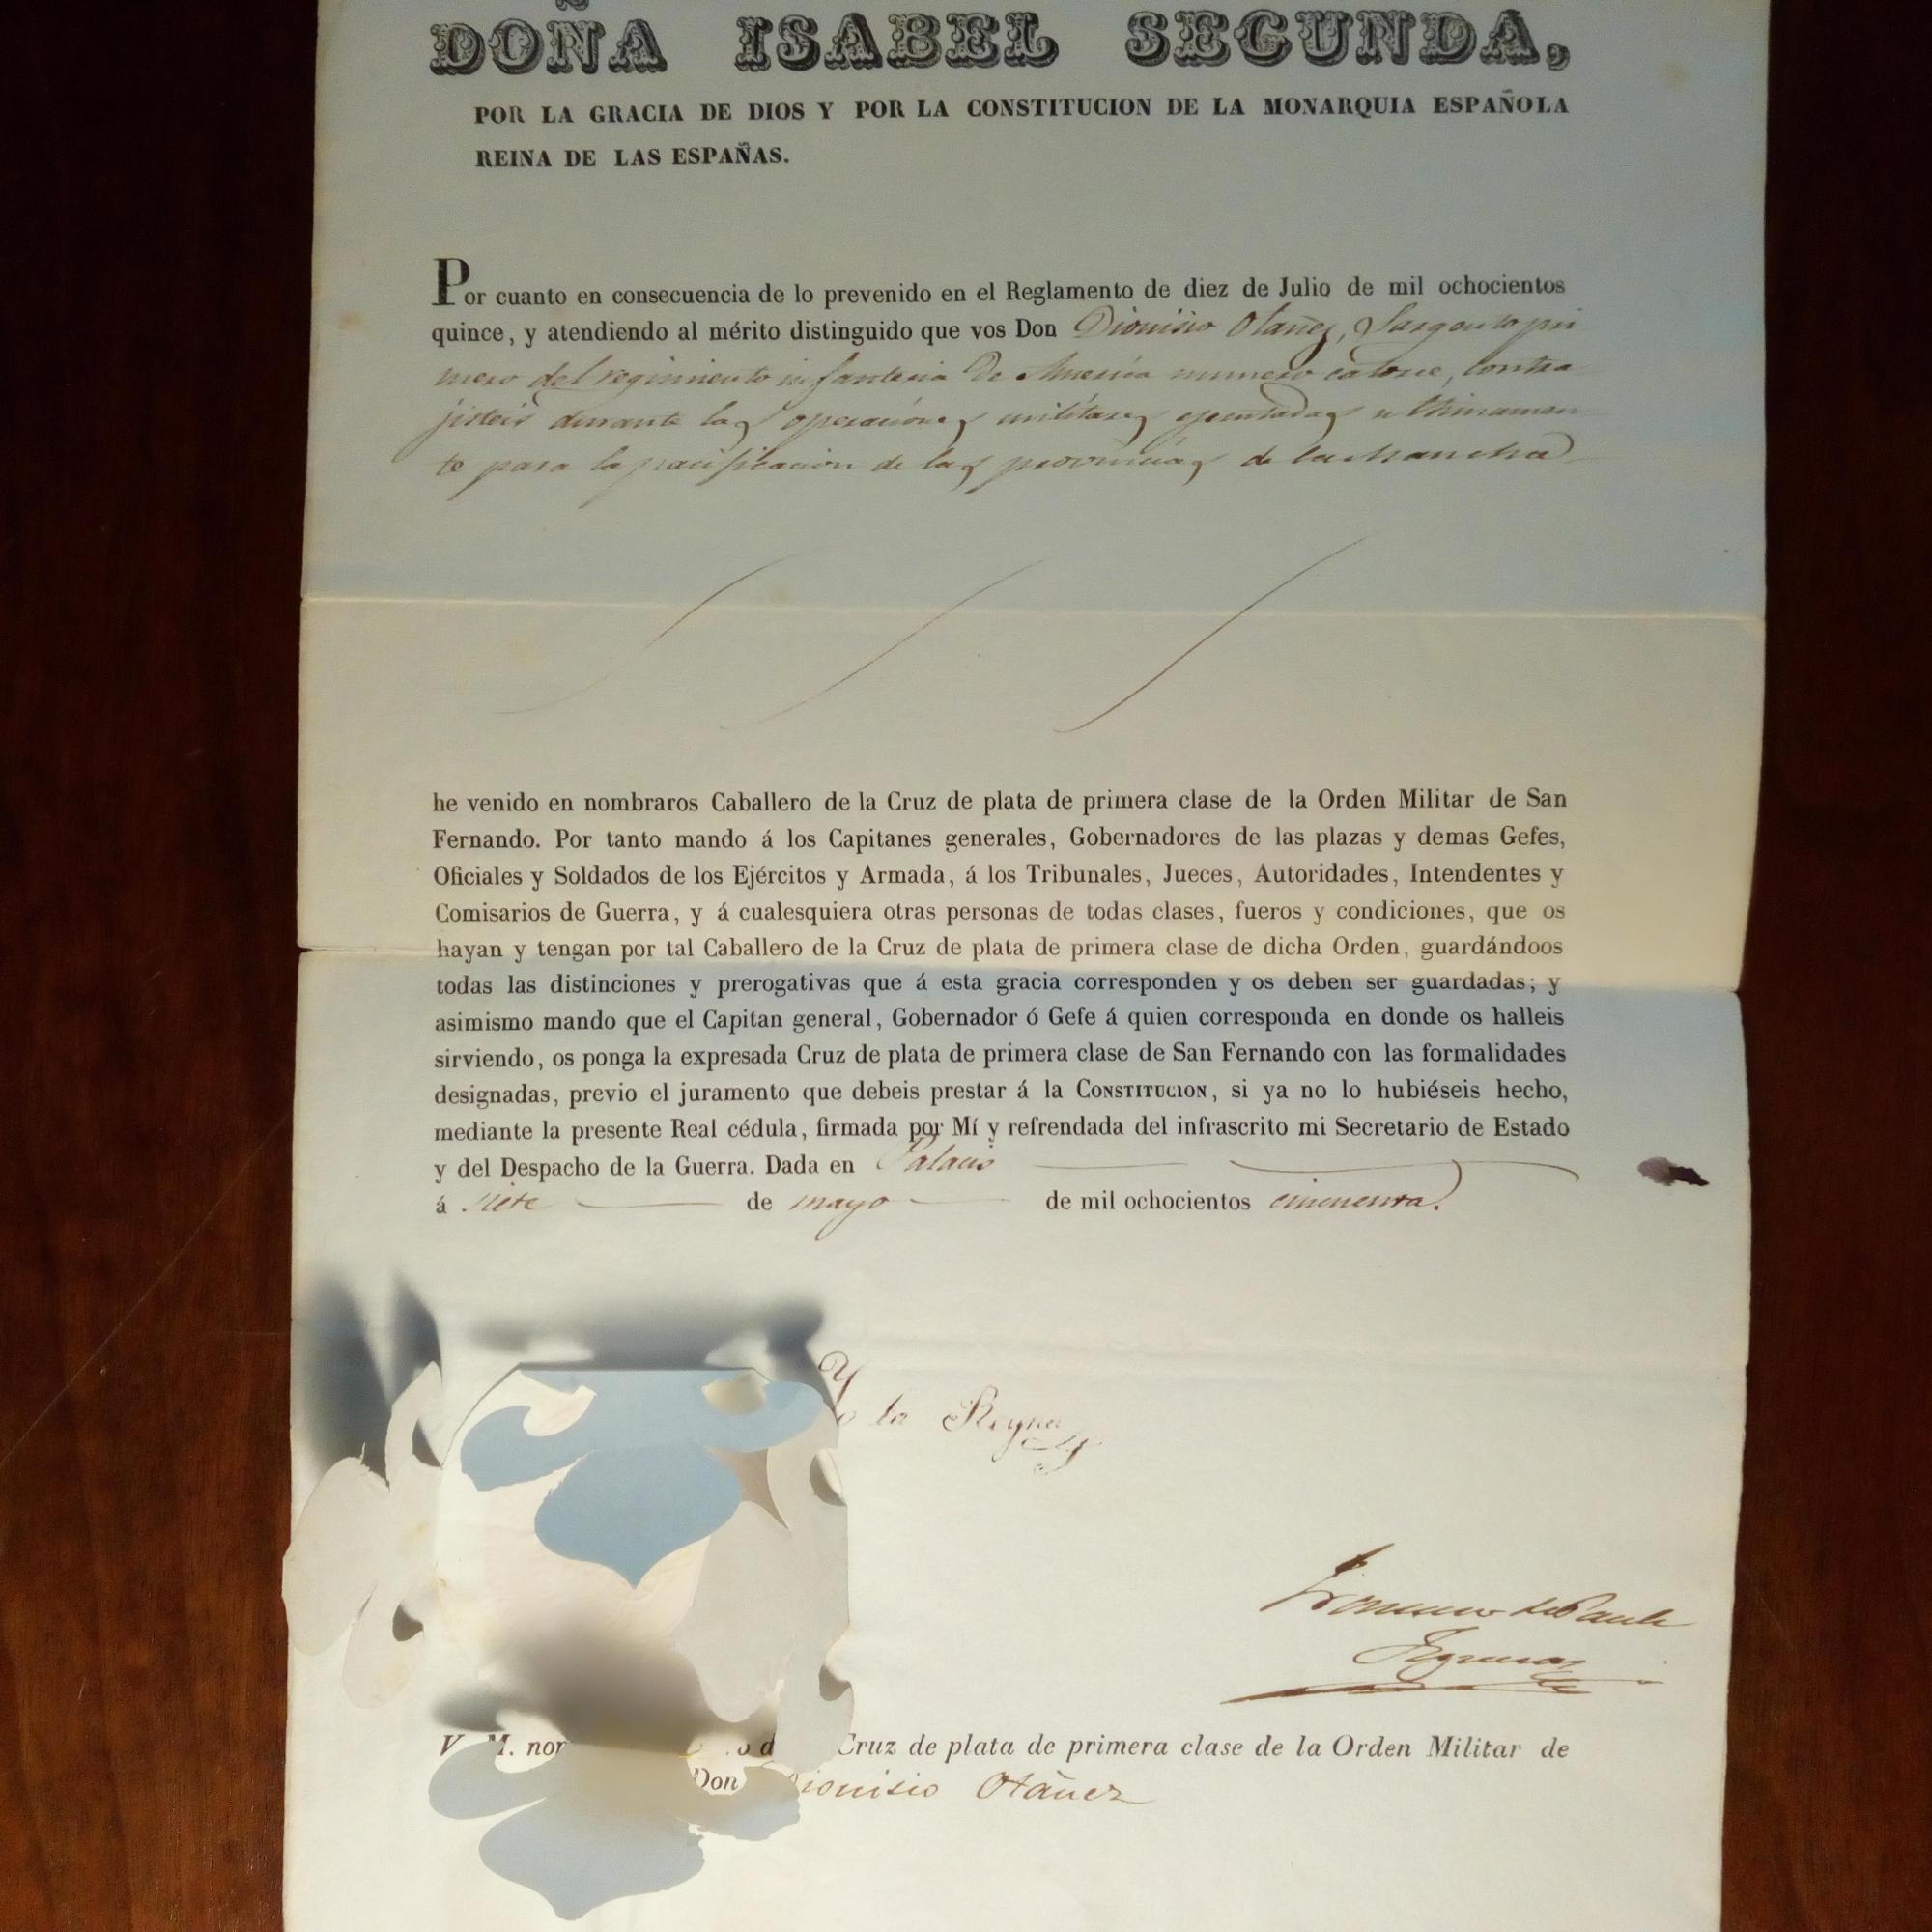 DOÑA ISABEL SEGUNDA,
POR LA GRACIA DE DIOS Y POR LA CONSTITUCION DE LA MONARQUIA ESPAÑOLA
REINA DE LAS ESPAÑAS.
Por cuanto en consecuencia de lo prevenido en el Reglamento de diez de Julio de mil ochocientos
quince, y atendiendo al mérito distinguido que vos Don Dionisio Otañez, Sargento pri
mero del regimiento infanteria de America numero catorce, contra
jisteis durante las operaciones militares ejecutadas ultimamen
te para la pacificacion de las provincias de la Mancha
he venido en nombraros Caballero de la Cruz de plata de primera clase de la Orden Militar de San
Fernando. Por tanto mando á los Capitanes generales, Gobernadores de las plazas y demas Gefes,
Oficiales y Soldados de los Ejércitos y Armada, á los Tribunales, Jueces, Autoridades, Intendentes y
Comisarios de Guerra, y á cualesquiera otras personas de todas clases, fueros y condiciones, que os
hayan y tengan por tal Caballero de la Cruz de plata de primera clase de dicha Orden, guardándoos
todas las distinciones y prerogativas que á esta gracia corresponden y os deben ser guardadas; y
asimismo mando que el Capitan general, Gobernador ó Gefe á quien corresponda en donde os halleis
sirviendo, os ponga la expresada Cruz de plata de primera clase de San Fernando con las formalidades
designadas, previo el juramento que debeis prestar á la CONSTITUCION, si ya no lo hubiéseis hecho,
mediante la presente Real cédula, firmada por Mí y refrendada del infrascrito mi Secretario de Estado
y del Despacho de la Guerra. Dada en Palacio
á siete de mayo de mil ochocientos cincuenta.
Yo la Reyna
Francisco de Paula
Figueras
V. M. nor Cruz de plata de primera clase de la Orden Militar de
Don Dionisio Otañez